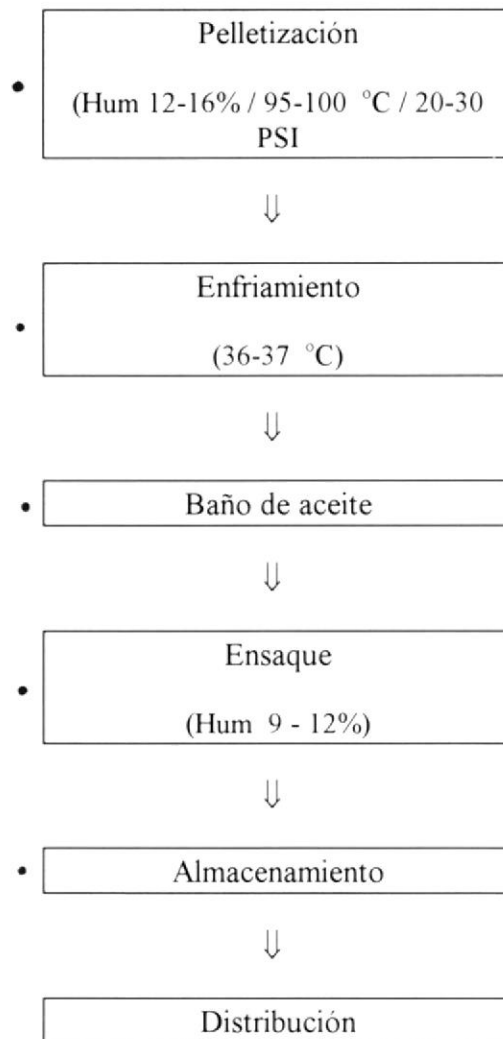 Pelletización
(Hum 12-16% / 95-100 °C / 20-30
PSI
⇓
Enfriamiento
(36-37 °C)
⇓
Baño de aceite
⇓
Ensaque
(Hum 9 - 12%)
⇓
Almacenamiento
⇓
Distribución